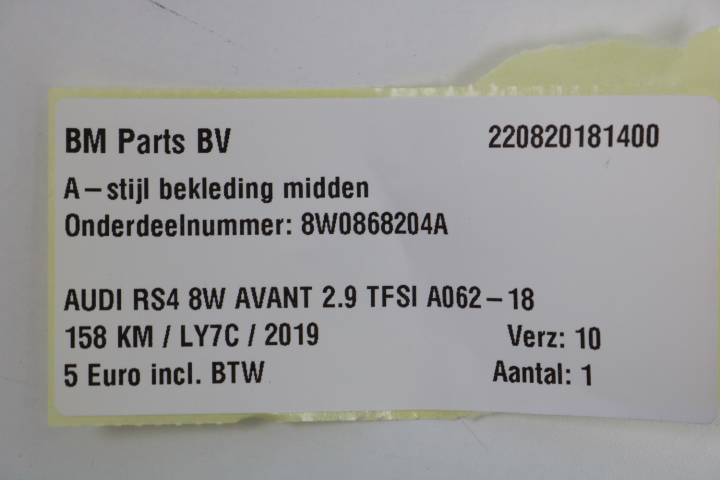 BM Parts BV 220820181400
A-stijl bekleding midden
Onderdeelnummer: 8W0868204A
AUDI RS4 8W AVANT 2.9 TFSI A062-18
158 KM / LY7C / 2019 Verz: 10
5 Euro incl. BTW Aantal: 1